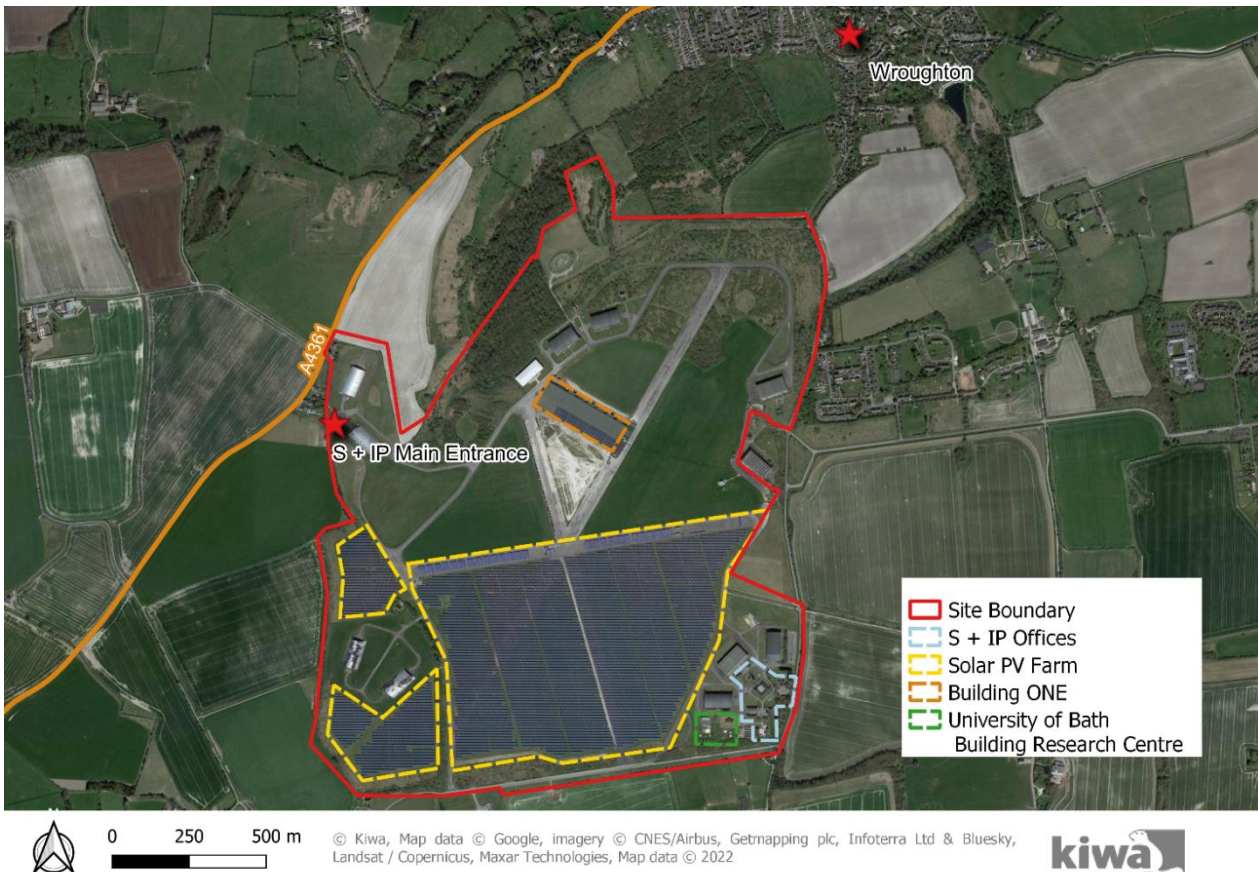 Wroughton
A4361
S + IP Main Entrance
Site Boundary
S + IP Offices
Solar PV Farm
Building ONE
University of Bath
Building Research Centre
0 250 500 m
© Kiwa, Map data © Google, imagery © CNES/Airbus, Getmapping plc, Infoterra Ltd & Bluesky,
Landsat / Copernicus, Maxar Technologies, Map data © 2022
kiwa